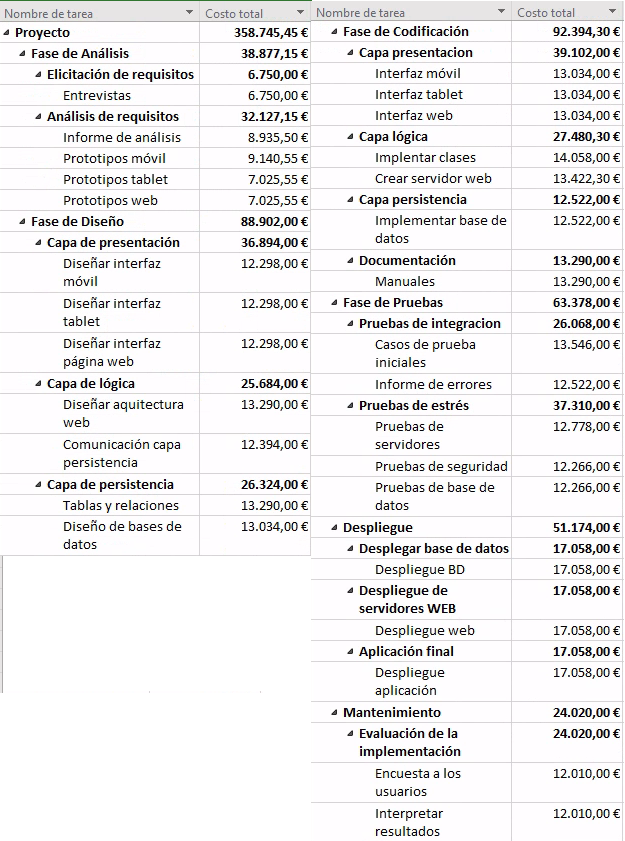 Nombre de tarea Costo total
Proyecto 358.745,45 €
Fase de Análisis 38.877,15 €
Elicitación de requisitos 6.750,00 €
Entrevistas 6.750,00 €
Análisis de requisitos 32.127,15 €
Informe de análisis 8.935,50 €
Prototipos móvil 9.140,55 €
Prototipos tablet 7.025,55 €
Prototipos web 7.025,55 €
Fase de Diseño 88.902,00 €
Capa de presentación 36.894,00 €
Diseñar interfaz 12.298,00 €
móvil
Diseñar interfaz 12.298,00 €
tablet
Diseñar interfaz 12.298,00 €
página web
Capa de lógica 25.684,00 €
Diseñar aquitectura 13.290,00 €
web
Comunicación capa 12.394,00 €
persistencia
Capa de persistencia 26.324,00 €
Tablas y relaciones 13.290,00 €
Diseño de bases de 13.034,00 €
datos
Nombre de tarea Costo total
Fase de Codificación 92.394,30 €
Capa presentacion 39.102,00 €
Interfaz móvil 13.034,00 €
Interfaz tablet 13.034,00 €
Interfaz web 13.034,00 €
Capa lógica 27.480,30 €
Implentar clases 14.058,00 €
Crear servidor web 13.422,30 €
Capa persistencia 12.522,00 €
Implementar base de 12.522,00 €
datos
Documentación 13.290,00 €
Manuales 13.290,00 €
Fase de Pruebas 63.378,00 €
Pruebas de integracion 26.068,00 €
Casos de prueba 13.546,00 €
iniciales
Informe de errores 12.522,00 €
Pruebas de estrés 37.310,00 €
Pruebas de 12.778,00 €
servidores
Pruebas de seguridad 12.266,00 €
Pruebas de base de 12.266,00 €
datos
Despliegue 51.174,00 €
Desplegar base de datos 17.058,00 €
Despliegue BD 17.058,00 €
Despliegue de 17.058,00 €
servidores WEB
Despliegue web 17.058,00 €
Aplicación final 17.058,00 €
Despliegue 17.058,00 €
aplicación
Mantenimiento 24.020,00 €
Evaluación de la 24.020,00 €
implementación
Encuesta a los 12.010,00 €
usuarios
Interpretar 12.010,00 €
resultados